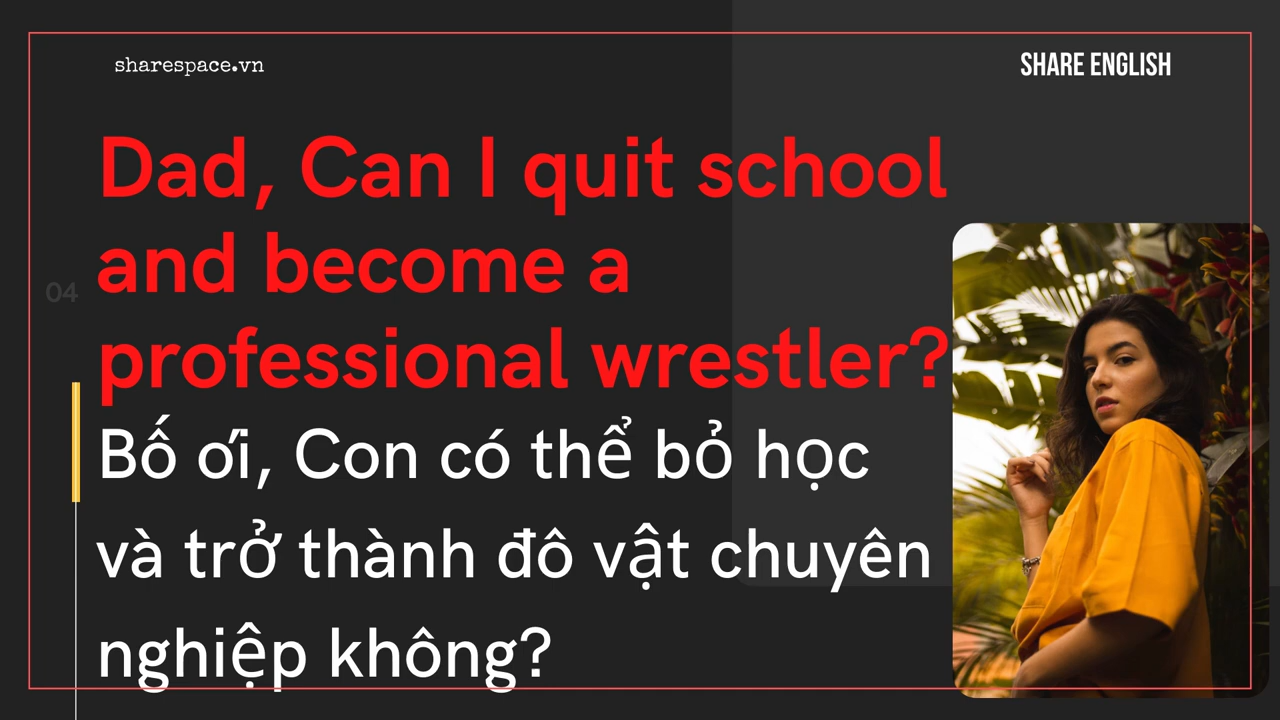 sharespace.vn
SHARE ENGLISH
Dad, Can I quit school
and become a
professional wrestler?
04
Bố ơi, Con có thể bỏ học
và trở thành đô vật chuyên
nghiệp không?